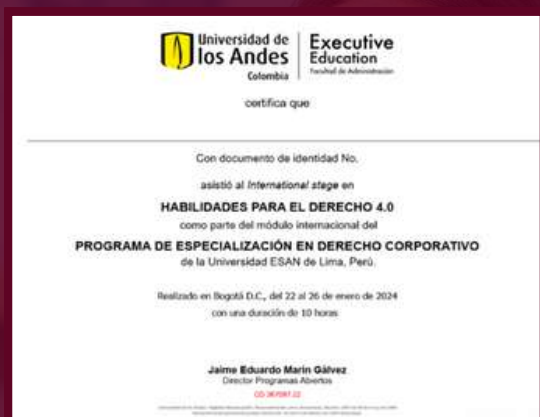 Universidad de
los Andes
Colombia
Executive
Education
Facultad de Administración
certifica que
Con documento de identidad No.
asistió al International stage en
HABILIDADES PARA EL DERECHO 4.0
como parte del módulo internacional del
PROGRAMA DE ESPECIALIZACIÓN EN DERECHO CORPORATIVO
de la Universidad ESAN de Lima, Perú.
Realizado en Bogotá D.C., del 22 al 26 de enero de 2024
con una duración de 10 horas
Jaime Eduardo Marín Gálvez
Director Programas Abiertos